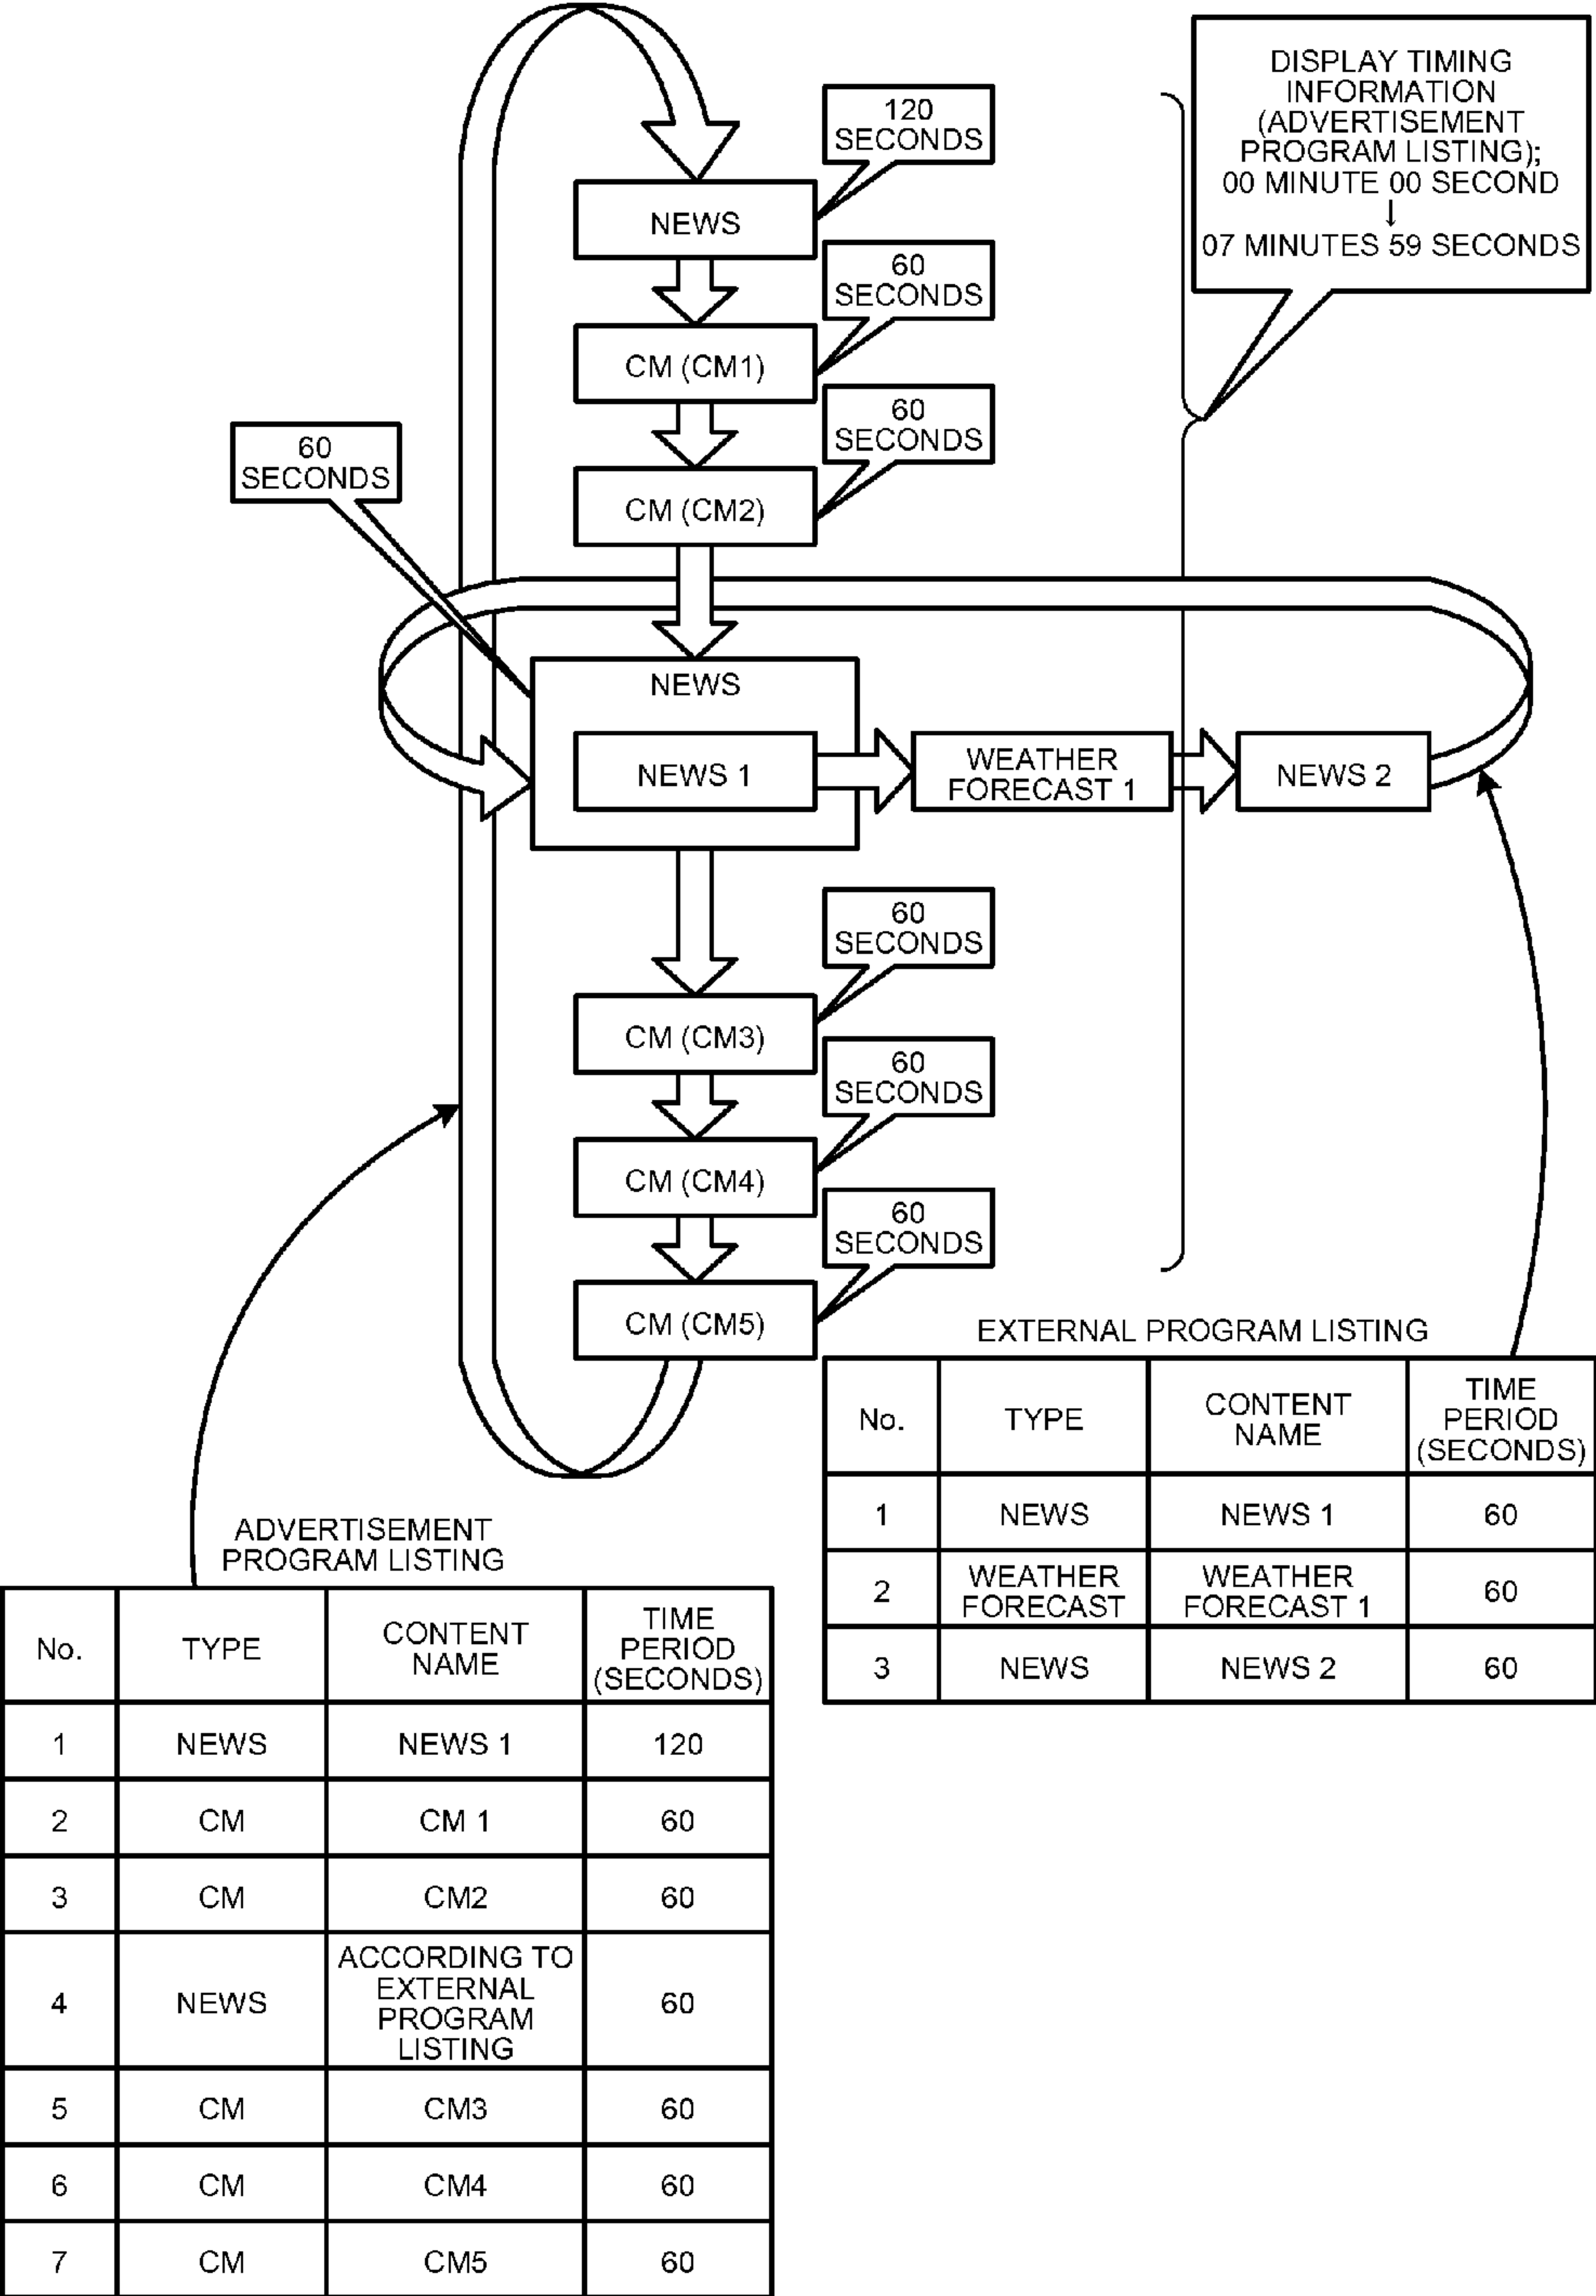 DISPLAY TIMING
INFORMATION
(ADVERTISEMENT
PROGRAM LISTING);
00 MINUTE 00 SECOND
↓
07 MINUTES 59 SECONDS
120
SECONDS
NEWS
60
SECONDS
CM (CM1)
60
SECONDS
CM (CM2)
60
SECONDS
NEWS
NEWS 1
WEATHER
FORECAST 1
NEWS 2
60
SECONDS
CM (CM3)
60
SECONDS
CM (CM4)
60
SECONDS
CM (CM5)
EXTERNAL PROGRAM LISTING
No. TYPE CONTENT NAME TIME PERIOD (SECONDS)
1 NEWS NEWS 1 60
2 WEATHER FORECAST WEATHER FORECAST 1 60
3 NEWS NEWS 2 60
ADVERTISEMENT
PROGRAM LISTING
No. TYPE CONTENT NAME TIME PERIOD (SECONDS)
1 NEWS NEWS 1 120
2 CM CM 1 60
3 CM CM2 60
4 NEWS ACCORDING TO EXTERNAL PROGRAM LISTING 60
5 CM CM3 60
6 CM CM4 60
7 CM CM5 60